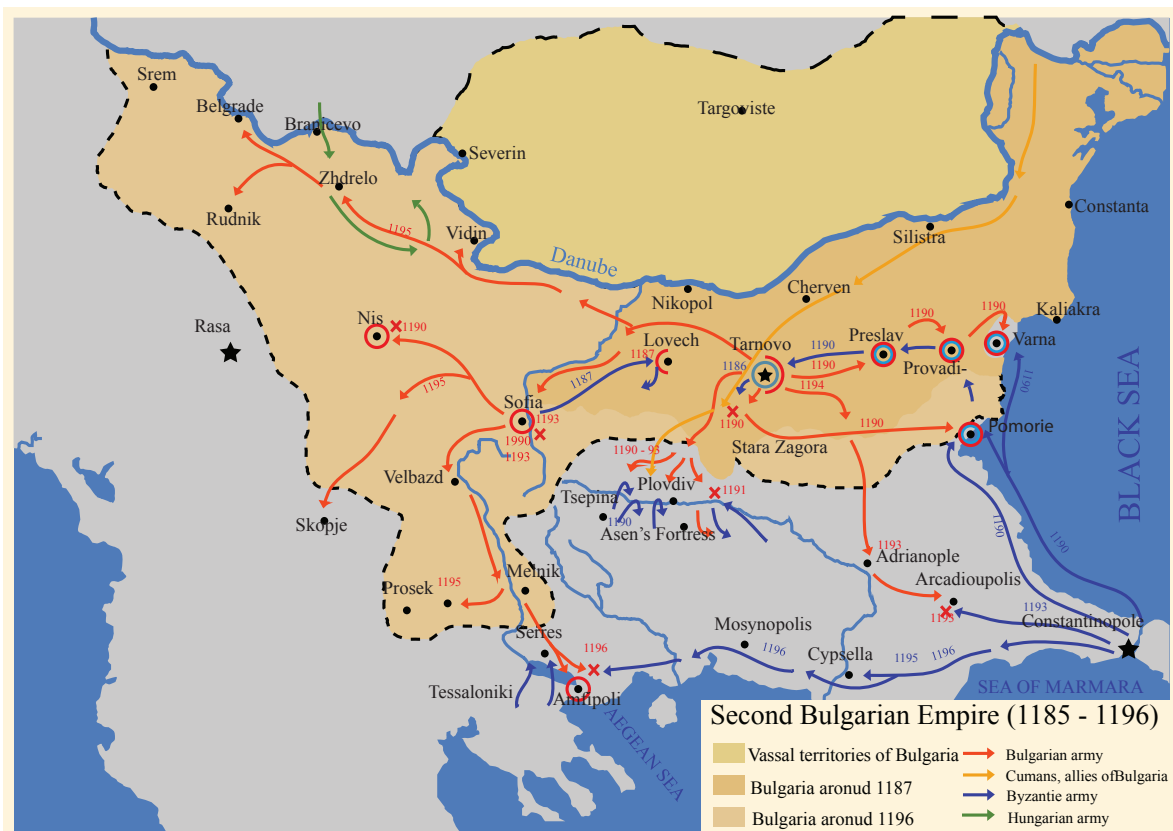 Srem
Belgrade
Branicevo
Severin
Targoviste
Zhdrelo
Rudnik
1195
Vidin
Constanta
Silistra
Danube
Nikopol
Cherven
Kaliakra
Rasa
Nis
1190
Lovech
1187
Tarnovo
1186
1190
Preslav
1190
1190
Varna
Provadi-
1190
1194
1187
1195
Sofia
1193
1990
1193
1190
1190
Pomorie
1190
Stara Zagora
1190 - 93
Velbazd
Plovdiv
1191
Tsepina
1190
Asen's Fortress
Skopje
BLACK SEA
1190
1190
1193
Adrianople
Prosek
1195
Melnik
Arcadioupolis
1193
1193
Constantinopole
Serres
1196
Mosynopolis
1196
Cypsella
1195
1196
Tessaloniki
Amfipoli
SEA OF MARMARA
AEGEAN SEA
Second Bulgarian Empire (1185 - 1196)
Vassal territories of Bulgaria
Bulgaria aronud 1187
Bulgaria aronud 1196
Bulgarian army
Cumans, allies ofBulgaria
Byzantie army
Hungarian army